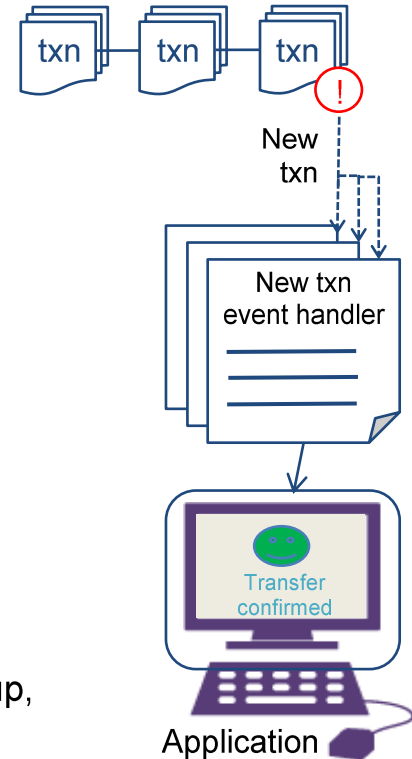 txn txn txn
!
New
txn
New txn
event handler
Transfer
confirmed
up,
Application